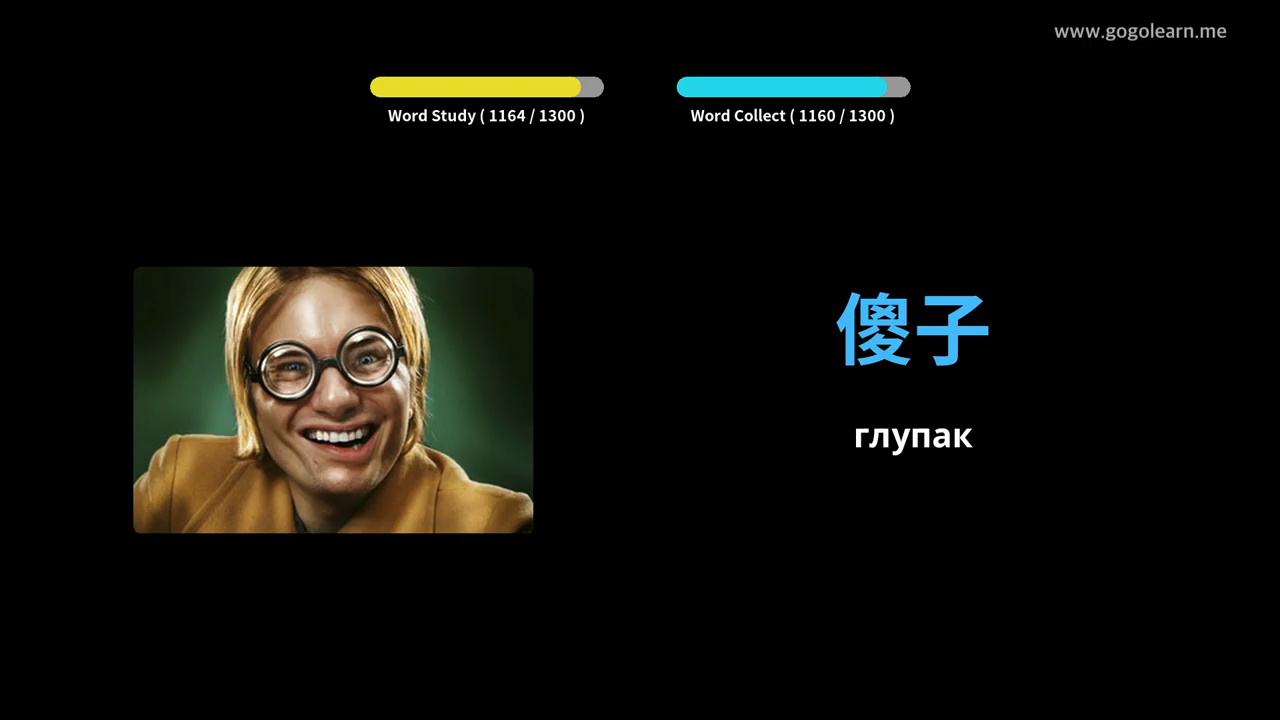 www.gogolearn.me
Word Study ( 1164 / 1300 )
Word Collect ( 1160 / 1300 )
傻子
глупак